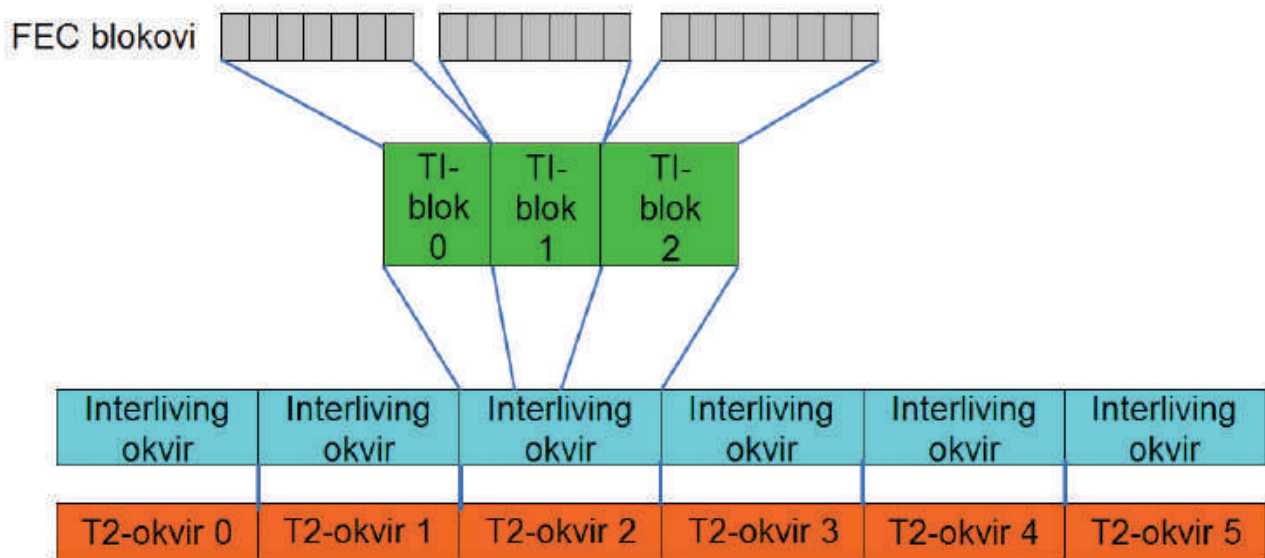 FEC blokovi
TI-
blok
0
TI-
blok
1
TI-
blok
2
Interliving
okvir
Interliving
okvir
Interliving
okvir
Interliving
okvir
Interliving
okvir
Interliving
okvir
T2-okvir 0
T2-okvir 1
T2-okvir 2
T2-okvir 3
T2-okvir 4
T2-okvir 5